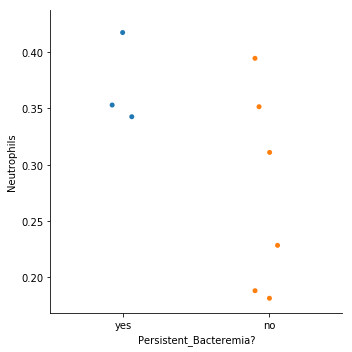 0.40
0.35
0.30
0.25
0.20
Neutrophils
yes
no
Persistent_Bacteremia?